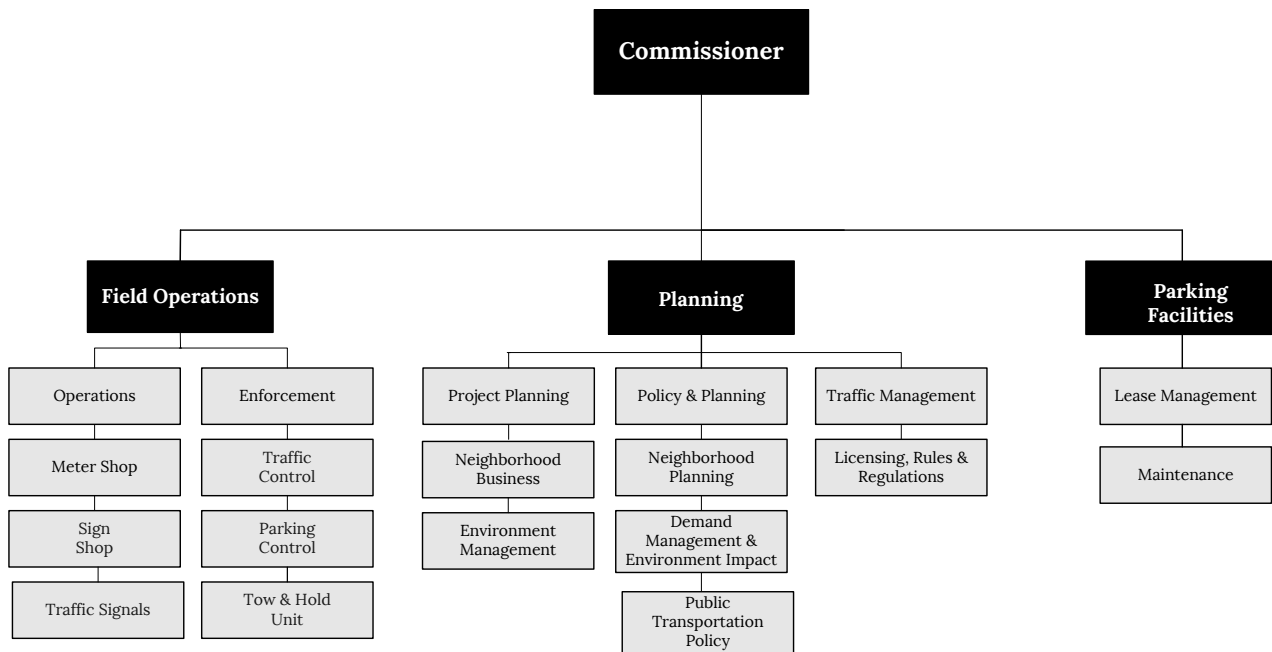 Commissioner
Field Operations
Planning
Parking
Facilities
Operations
Enforcement
Project Planning
Policy & Planning
Traffic Management
Lease Management
Meter Shop
Traffic
Control
Neighborhood
Business
Neighborhood
Planning
Licensing, Rules &
Regulations
Maintenance
Sign
Shop
Parking
Control
Environment
Management
Demand
Management &
Environment Impact
Traffic Signals
Tow & Hold
Unit
Public
Transportation
Policy